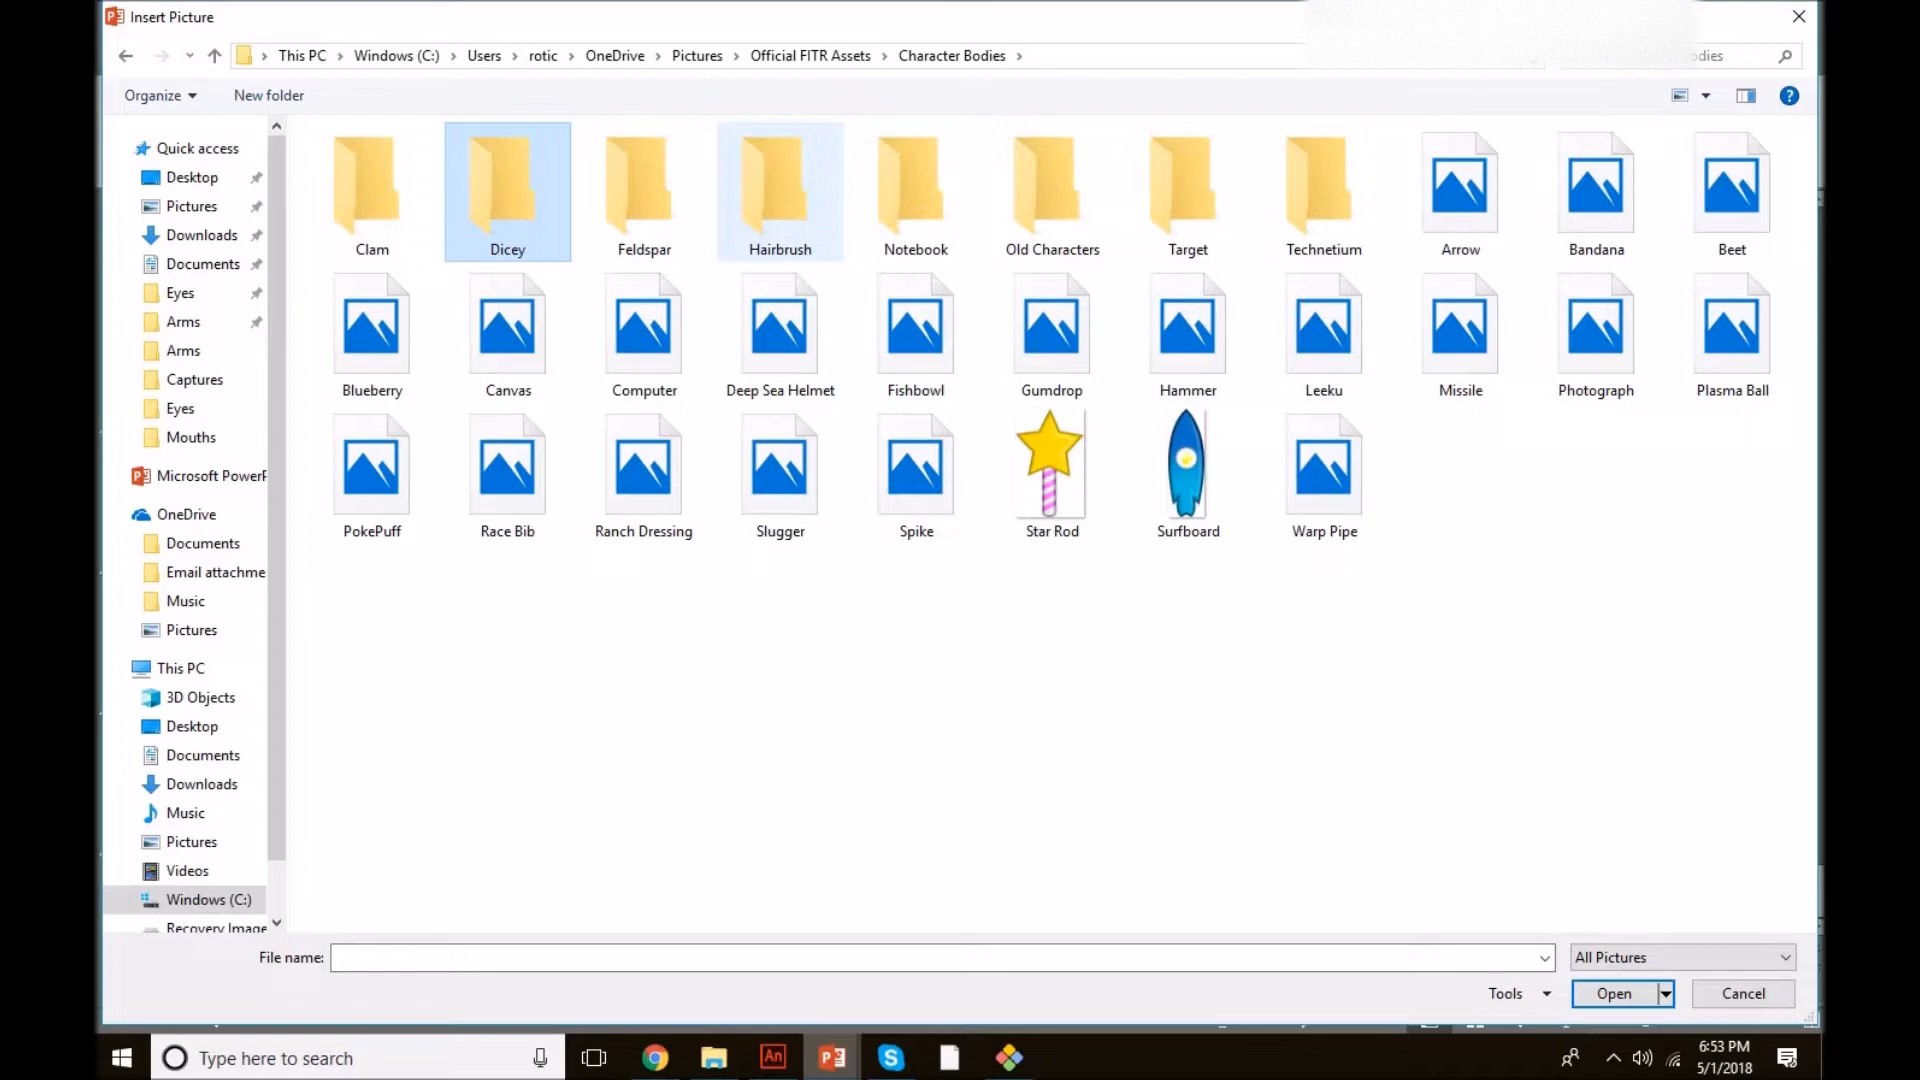 Insert Picture
This PC > Windows (C:) > Users > rotic > OneDrive > Pictures > Official FITR Assets > Character Bodies >
odies
Organize
New folder
Quick access
Desktop
Pictures
Downloads
Documents
Eyes
Arms
Arms
Captures
Eyes
Mouths
Microsoft PowerP
OneDrive
Documents
Email attachme
Music
Pictures
This PC
3D Objects
Desktop
Documents
Downloads
Music
Pictures
Videos
Windows (C:)
Recovery Image
Clam
Dicey
Feldspar
Hairbrush
Notebook
Old Characters
Target
Technetium
Arrow
Bandana
Beet
Blueberry
Canvas
Computer
Deep Sea Helmet
Fishbowl
Gumdrop
Hammer
Leeku
Missile
Photograph
Plasma Ball
PokePuff
Race Bib
Ranch Dressing
Slugger
Spike
Star Rod
Surfboard
Warp Pipe
File name:
All Pictures
Tools
Open
Cancel
Type here to search
An
6:53 PM
5/1/2018